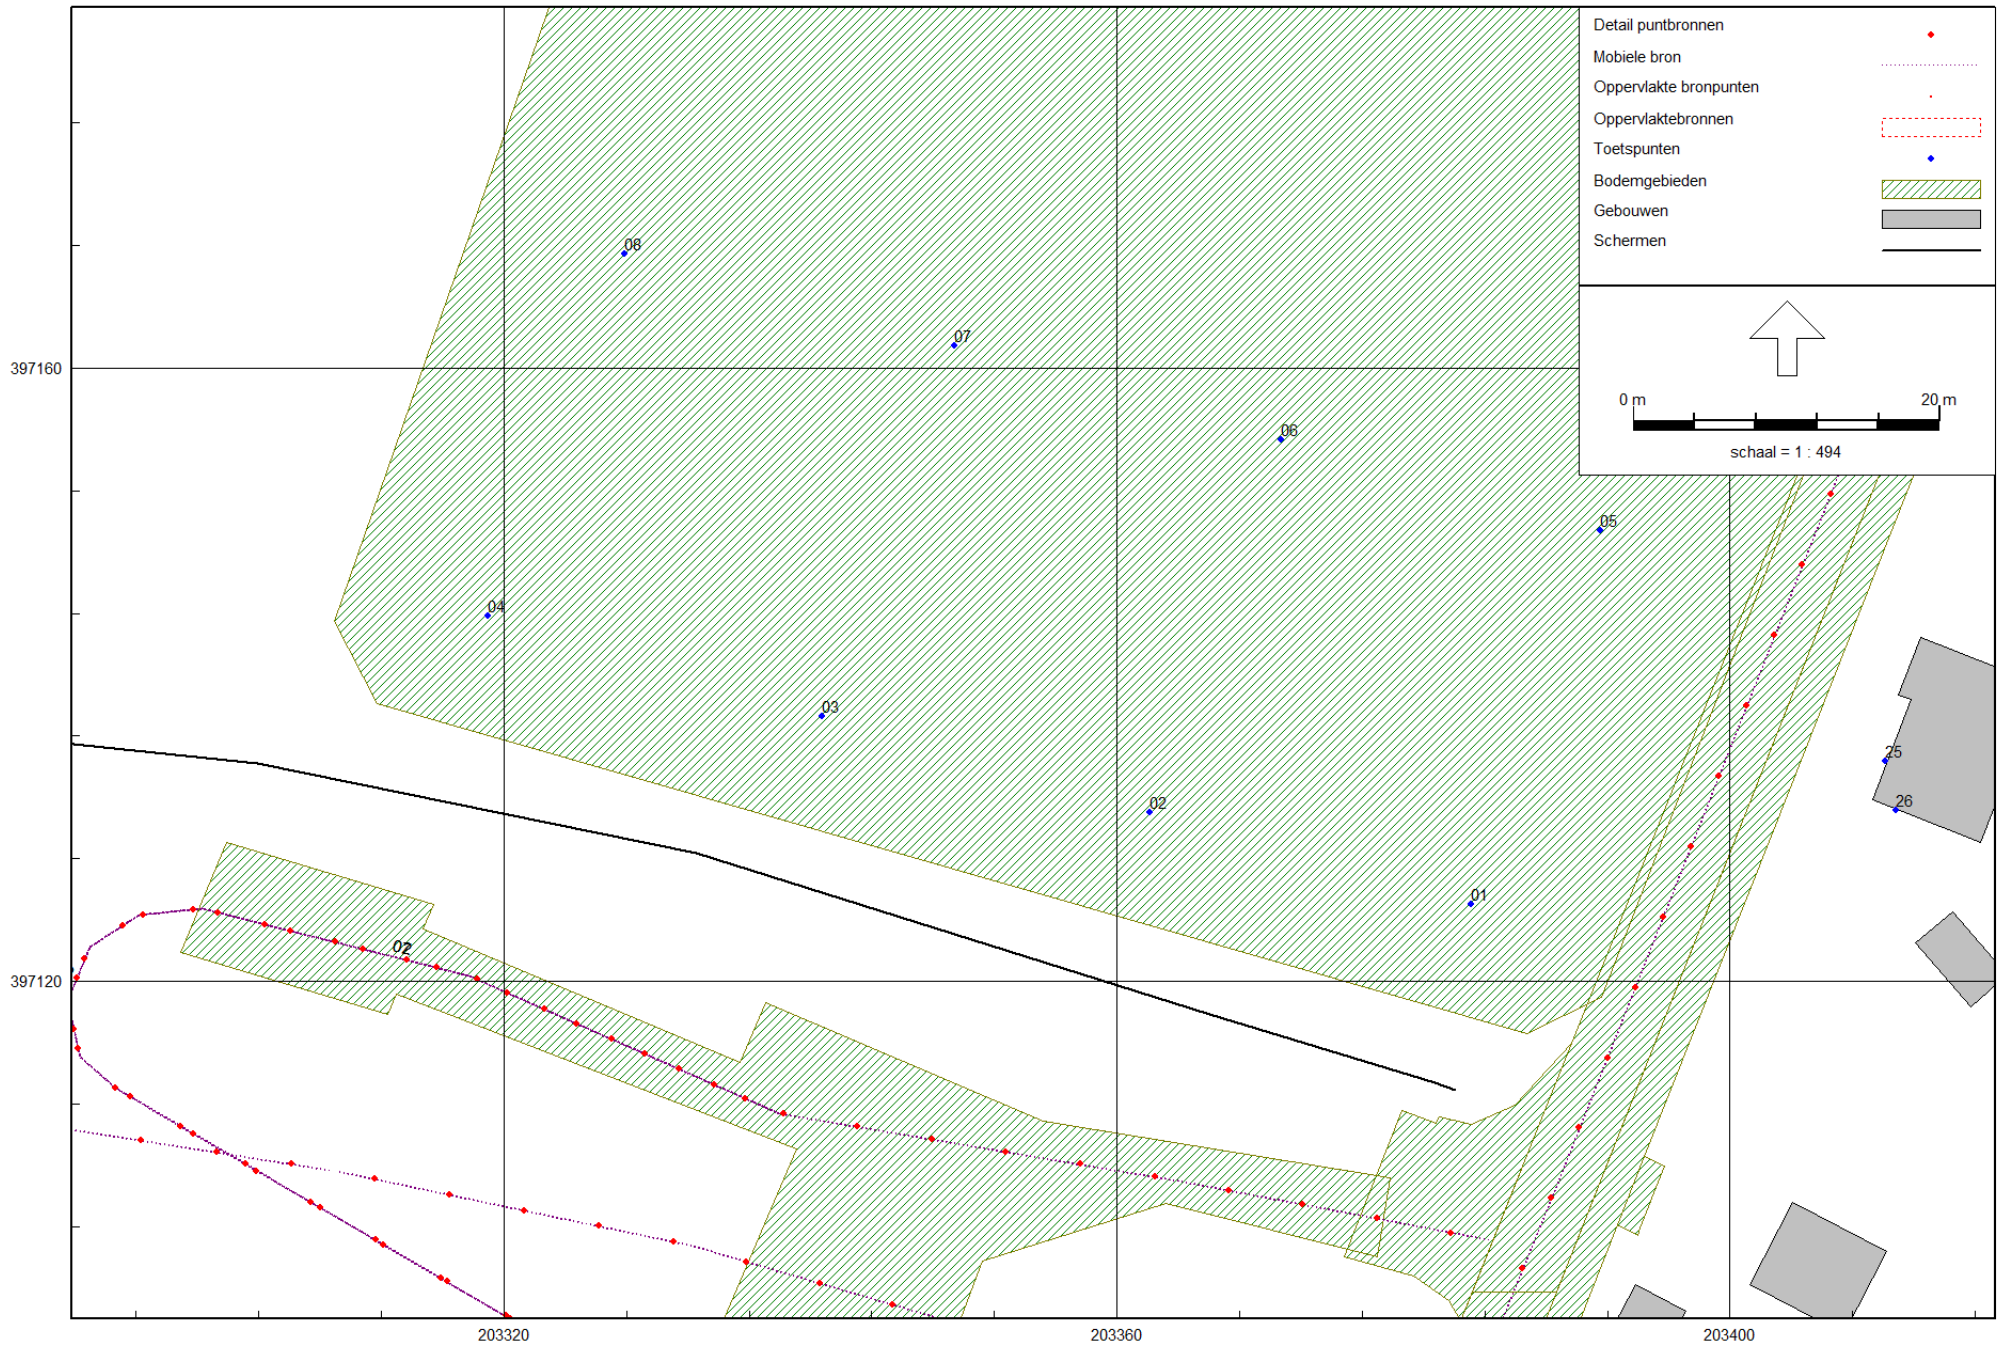 Detail puntbronnen
Mobiele bron
Oppervlakte bronpunten
Oppervlaktebronnen
Toetspunten
Bodemgebieden
Gebouwen
Schermen
0 m 20 m
schaal = 1 : 494
08
07
397160
06
05
04
03
25
02
26
01
02
397120
203320 203360 203400